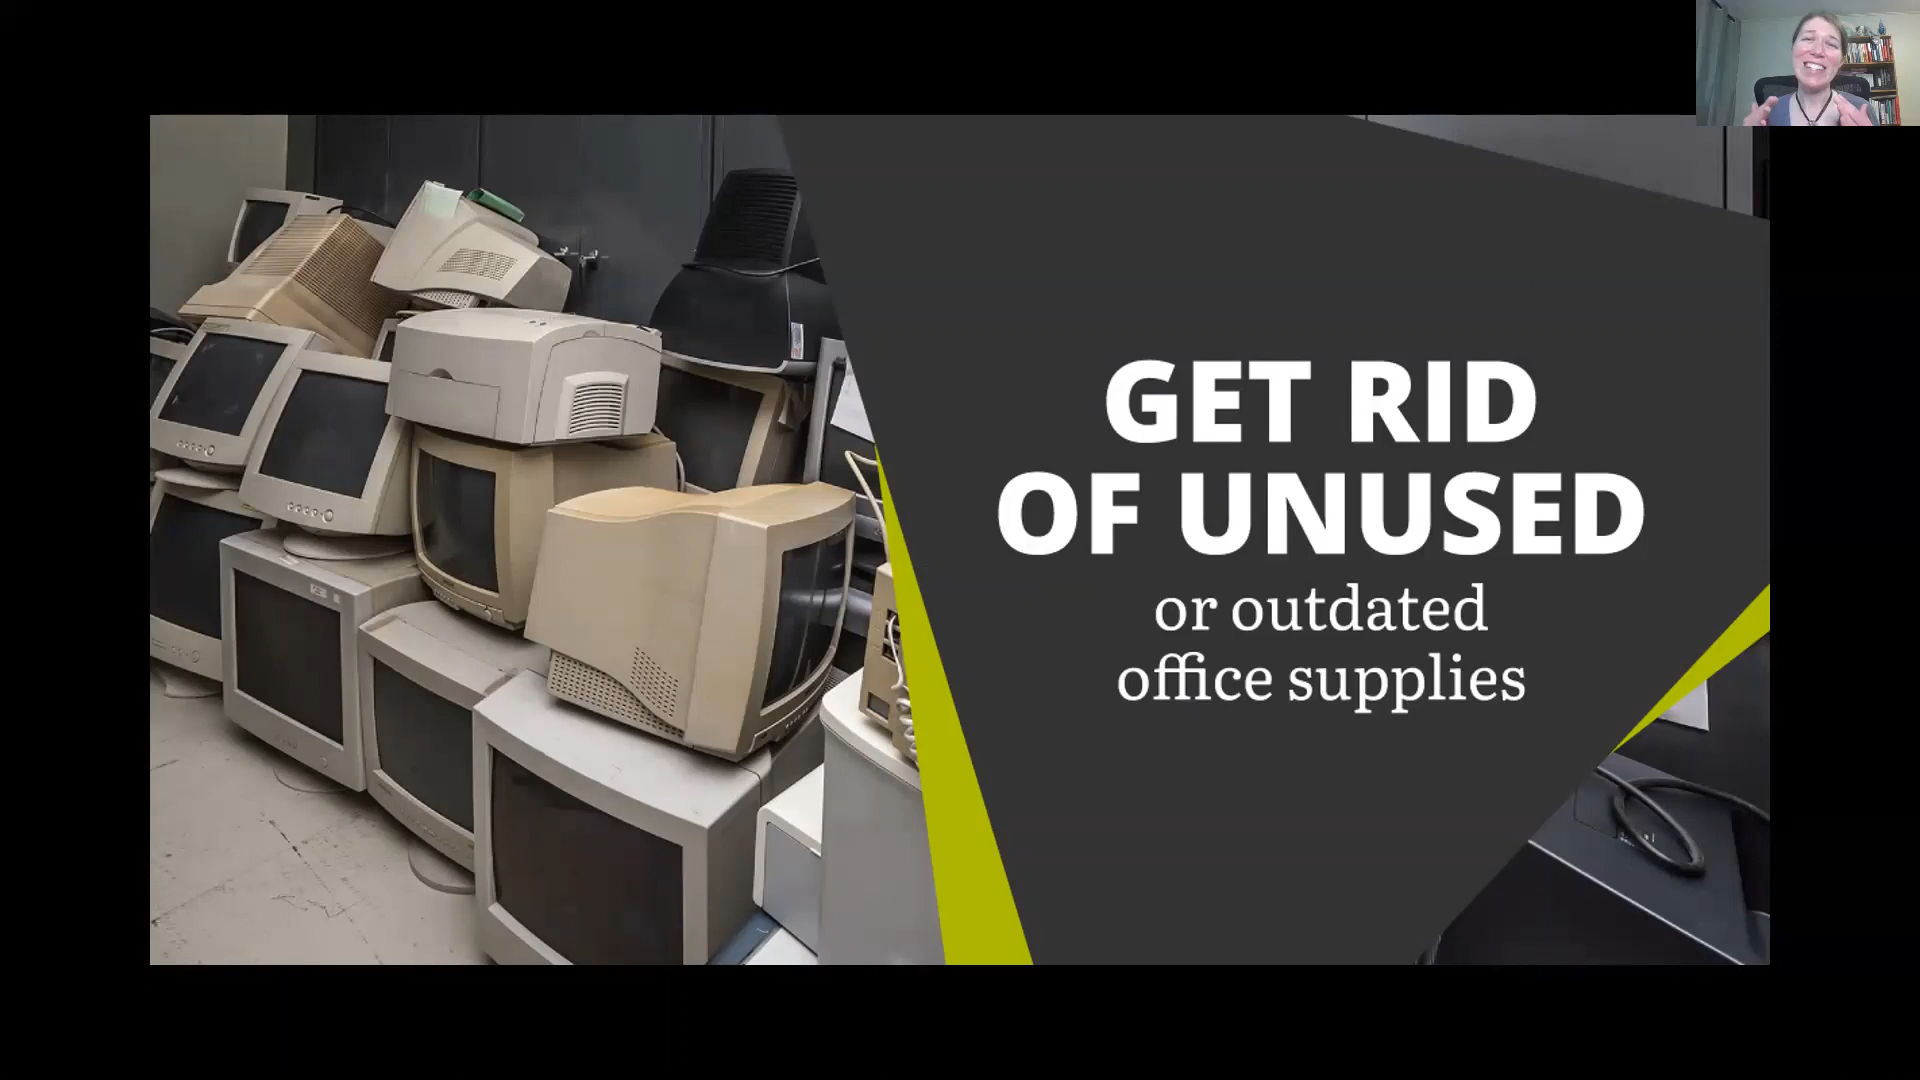 GET RID
OF UNUSED
or outdated
office supplies